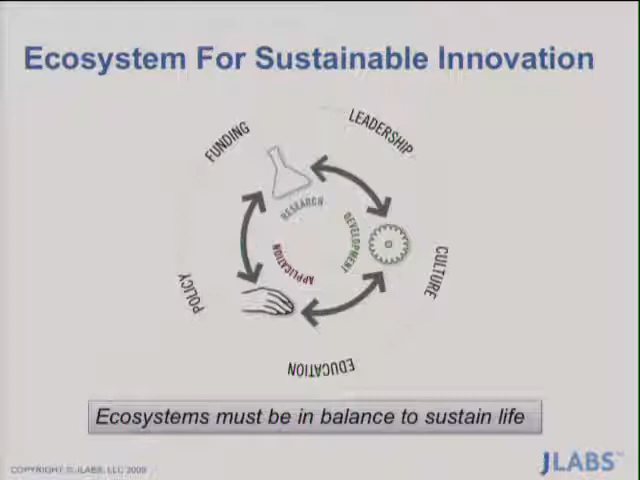 Ecosystem For Sustainable Innovation
FUNDING
LEADERSHIP
RESEARCH
DEVELOPMENT
APPLICATION
CULTURE
POLICY
EDUCATION
Ecosystems must be in balance to sustain life
COPYRIGHT © JLABS, LLC 2009
JLABS™